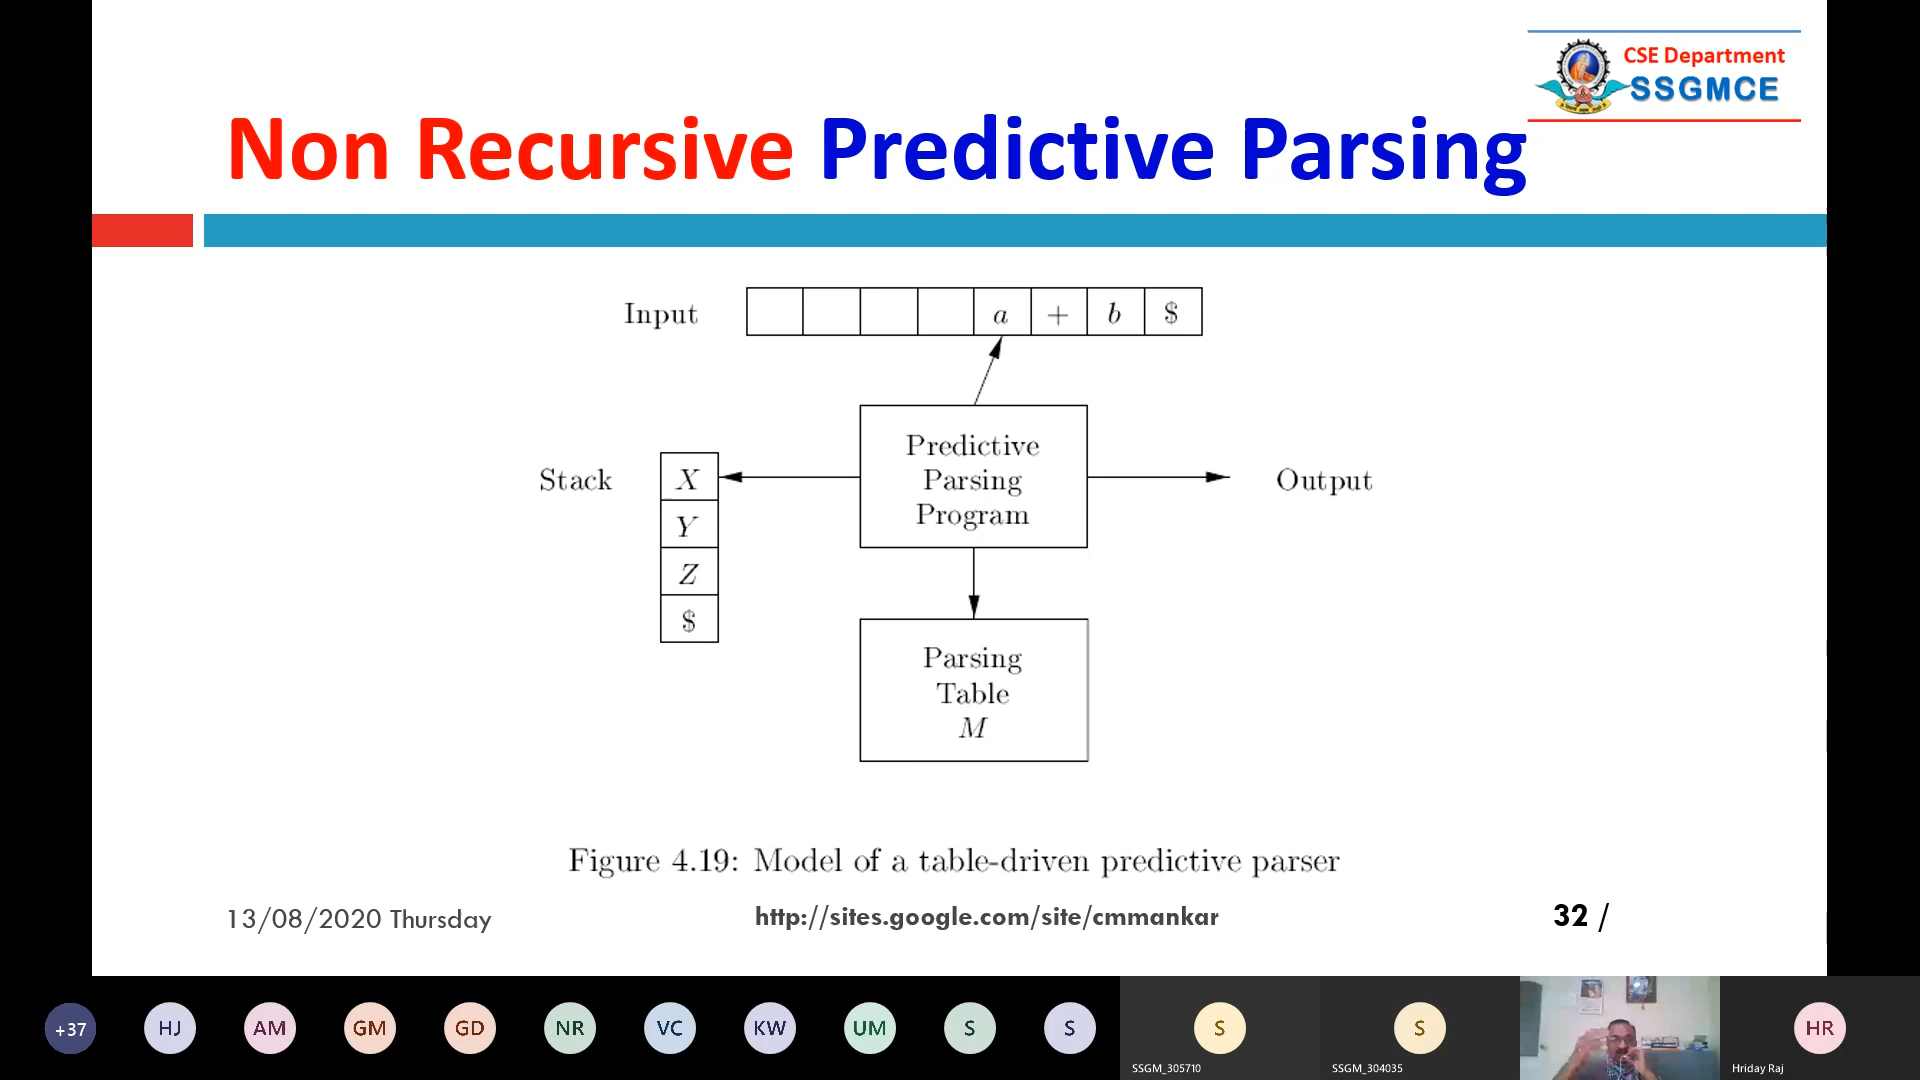 CSE Department
SSGMCE
Non Recursive Predictive Parsing
Input a + b $
Predictive
Parsing
Program
Stack X Output
Y
Z
$
Parsing
Table
M
Figure 4.19: Model of a table-driven predictive parser
13/08/2020 Thursday http://sites.google.com/site/cmmankar 32 /
+37 HJ AM GM GD NR VC KW UM S S S S HR
SSGM_305710 SSGM_304035 Hriday Raj